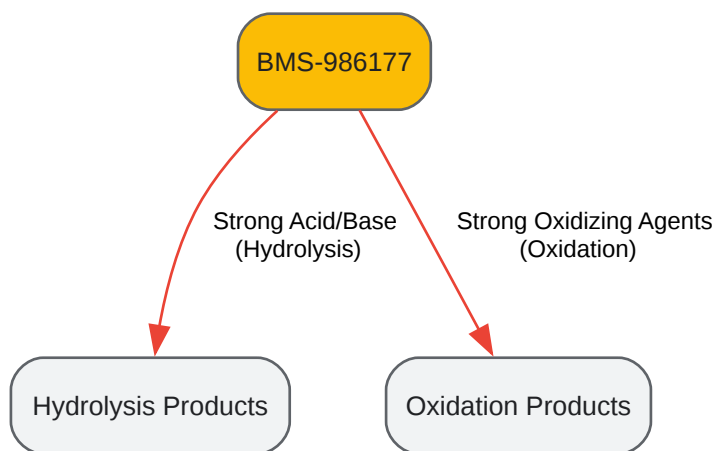 BMS-986177
Strong Acid/Base
(Hydrolysis)
Strong Oxidizing Agents
(Oxidation)
Hydrolysis Products
Oxidation Products